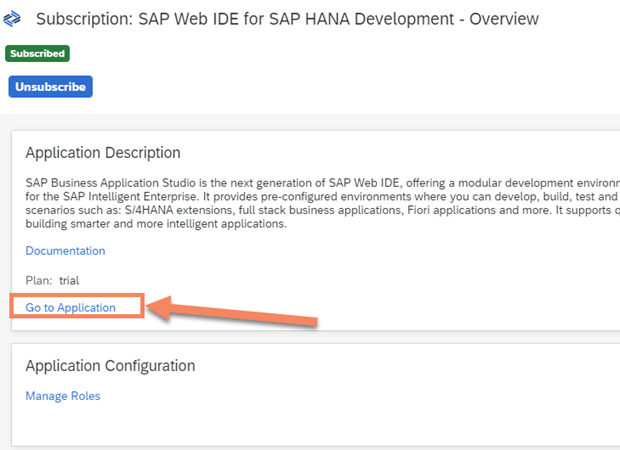 Subscription: SAP Web IDE for SAP HANA Development - Overview
Subscribed
Unsubscribe
Application Description
SAP Business Application Studio is the next generation of SAP Web IDE, offering a modular development environm
for the SAP Intelligent Enterprise. It provides pre-configured environments where you can develop, build, test and
scenarios such as: S/4HANA extensions, full stack business applications, Fiori applications and more. It supports q
building smarter and more intelligent applications.
Documentation
Plan: trial
Go to Application
Application Configuration
Manage Roles